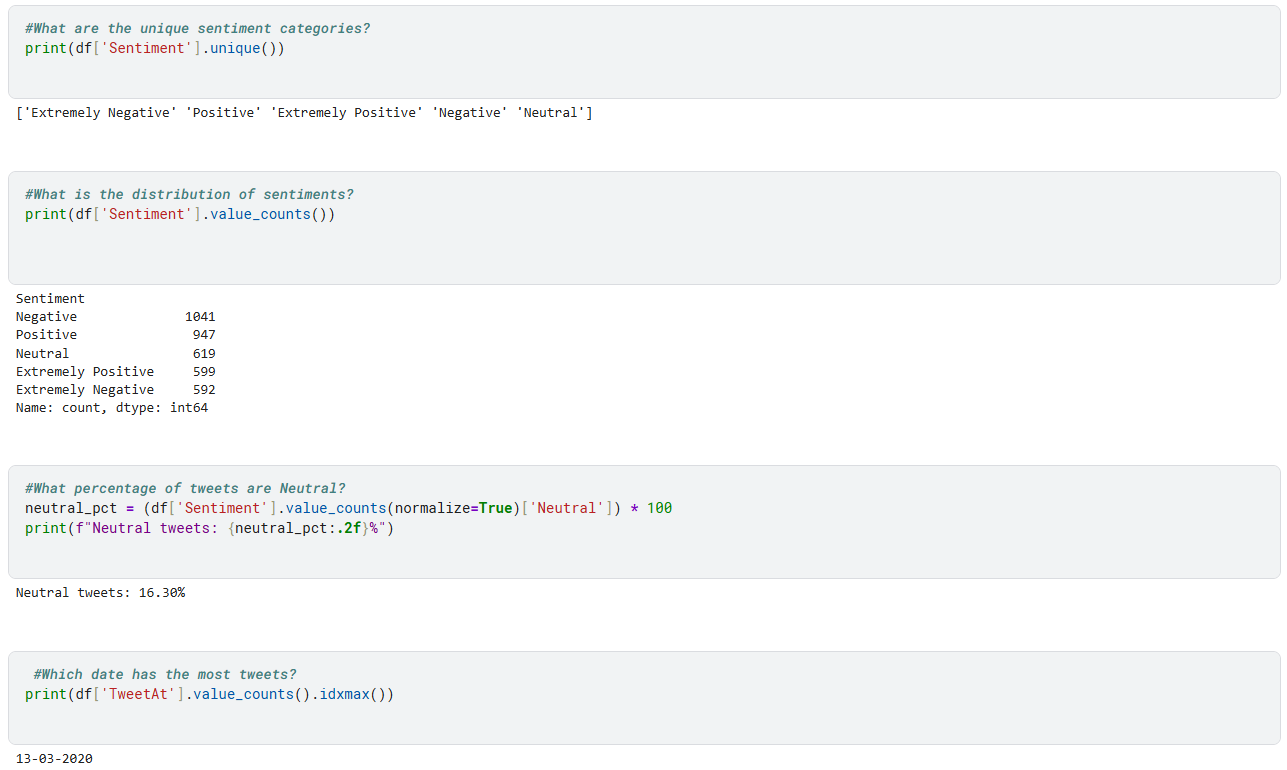 #What are the unique sentiment categories?
print(df['Sentiment'].unique())
['Extremely Negative' 'Positive' 'Extremely Positive' 'Negative' 'Neutral']
#What is the distribution of sentiments?
print(df['Sentiment'].value_counts())
Sentiment
Negative              1041
Positive               947
Neutral                619
Extremely Positive     599
Extremely Negative     592
Name: count, dtype: int64
#What percentage of tweets are Neutral?
neutral_pct = (df['Sentiment'].value_counts(normalize=True)['Neutral']) * 100
print(f"Neutral tweets: {neutral_pct:.2f}%")
Neutral tweets: 16.30%
#Which date has the most tweets?
print(df['TweetAt'].value_counts().idxmax())
13-03-2020